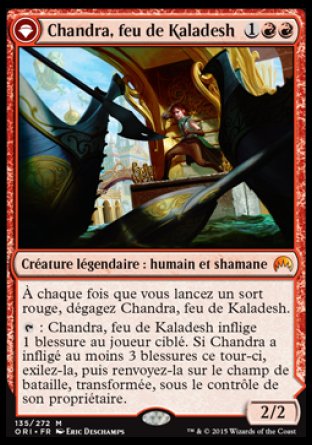 Chandra, feu de Kaladesh 1
Créature légendaire : humain et shamane
À chaque fois que vous lancez un sort
rouge, dégagez Chandra, feu de Kaladesh.
: Chandra, feu de Kaladesh inflige
1 blessure au joueur ciblé. Si Chandra a
infligé au moins 3 blessures ce tour-ci,
exilez-la, puis renvoyez-la sur le champ de
bataille, transformée, sous le contrôle de
son propriétaire.
2/2
135/272 M
ORI • FR Eric Deschamps
™ & © 2015 Wizards of the Coast